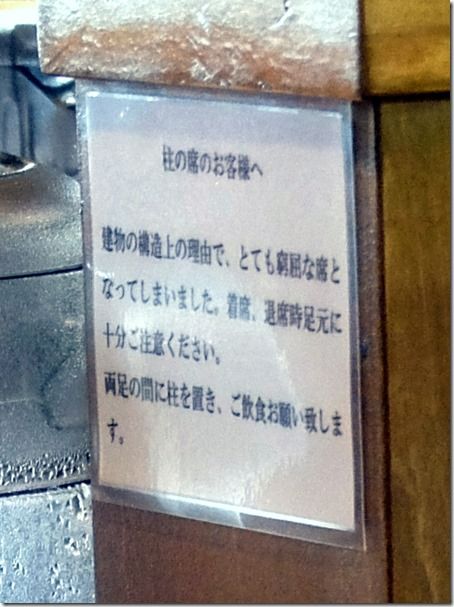 柱の席のお客様へ
建物の構造上の理由で、とても窮屈な席と
なってしまいました。着席、退席時足元に
十分ご注意ください。
両足の間に柱を置き、ご飲食お願い致しま
す。